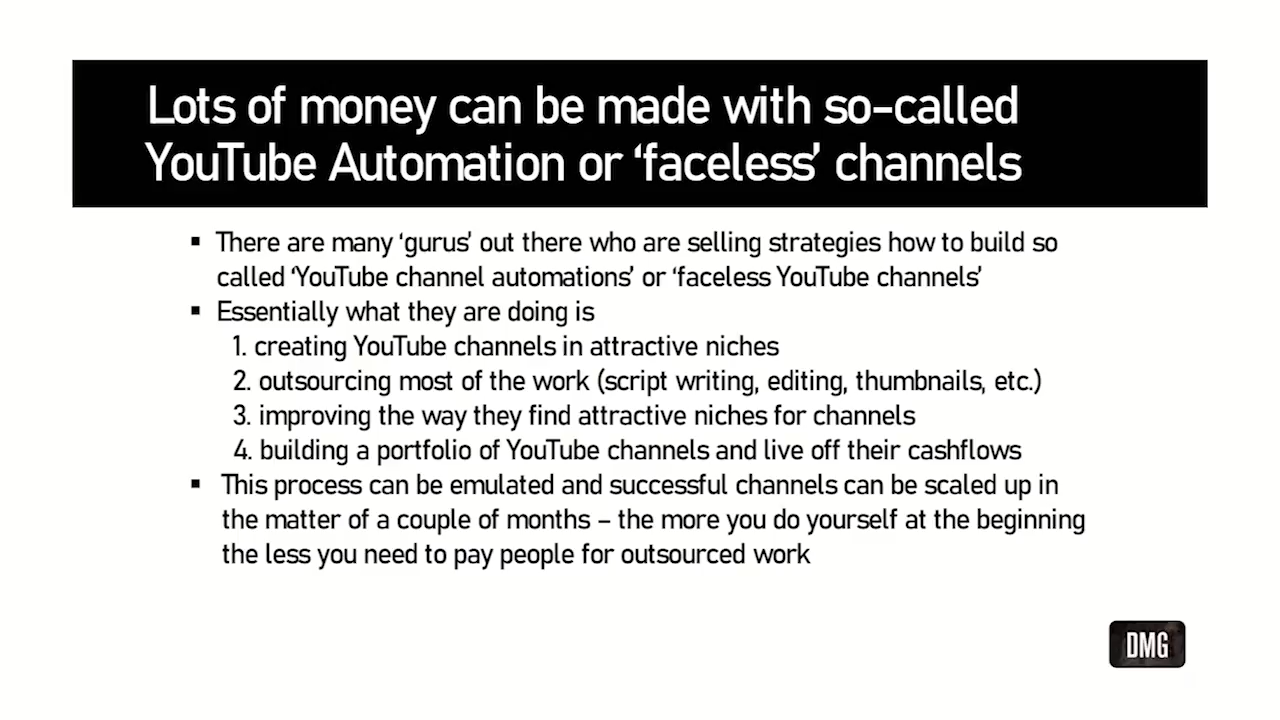 Lots of money can be made with so-called
YouTube Automation or ‘faceless’ channels
▪ There are many ‘gurus’ out there who are selling strategies how to build so
called ‘YouTube channel automations’ or ‘faceless YouTube channels’
▪ Essentially what they are doing is
1. creating YouTube channels in attractive niches
2. outsourcing most of the work (script writing, editing, thumbnails, etc.)
3. improving the way they find attractive niches for channels
4. building a portfolio of YouTube channels and live off their cashflows
▪ This process can be emulated and successful channels can be scaled up in
the matter of a couple of months – the more you do yourself at the beginning
the less you need to pay people for outsourced work
DMG